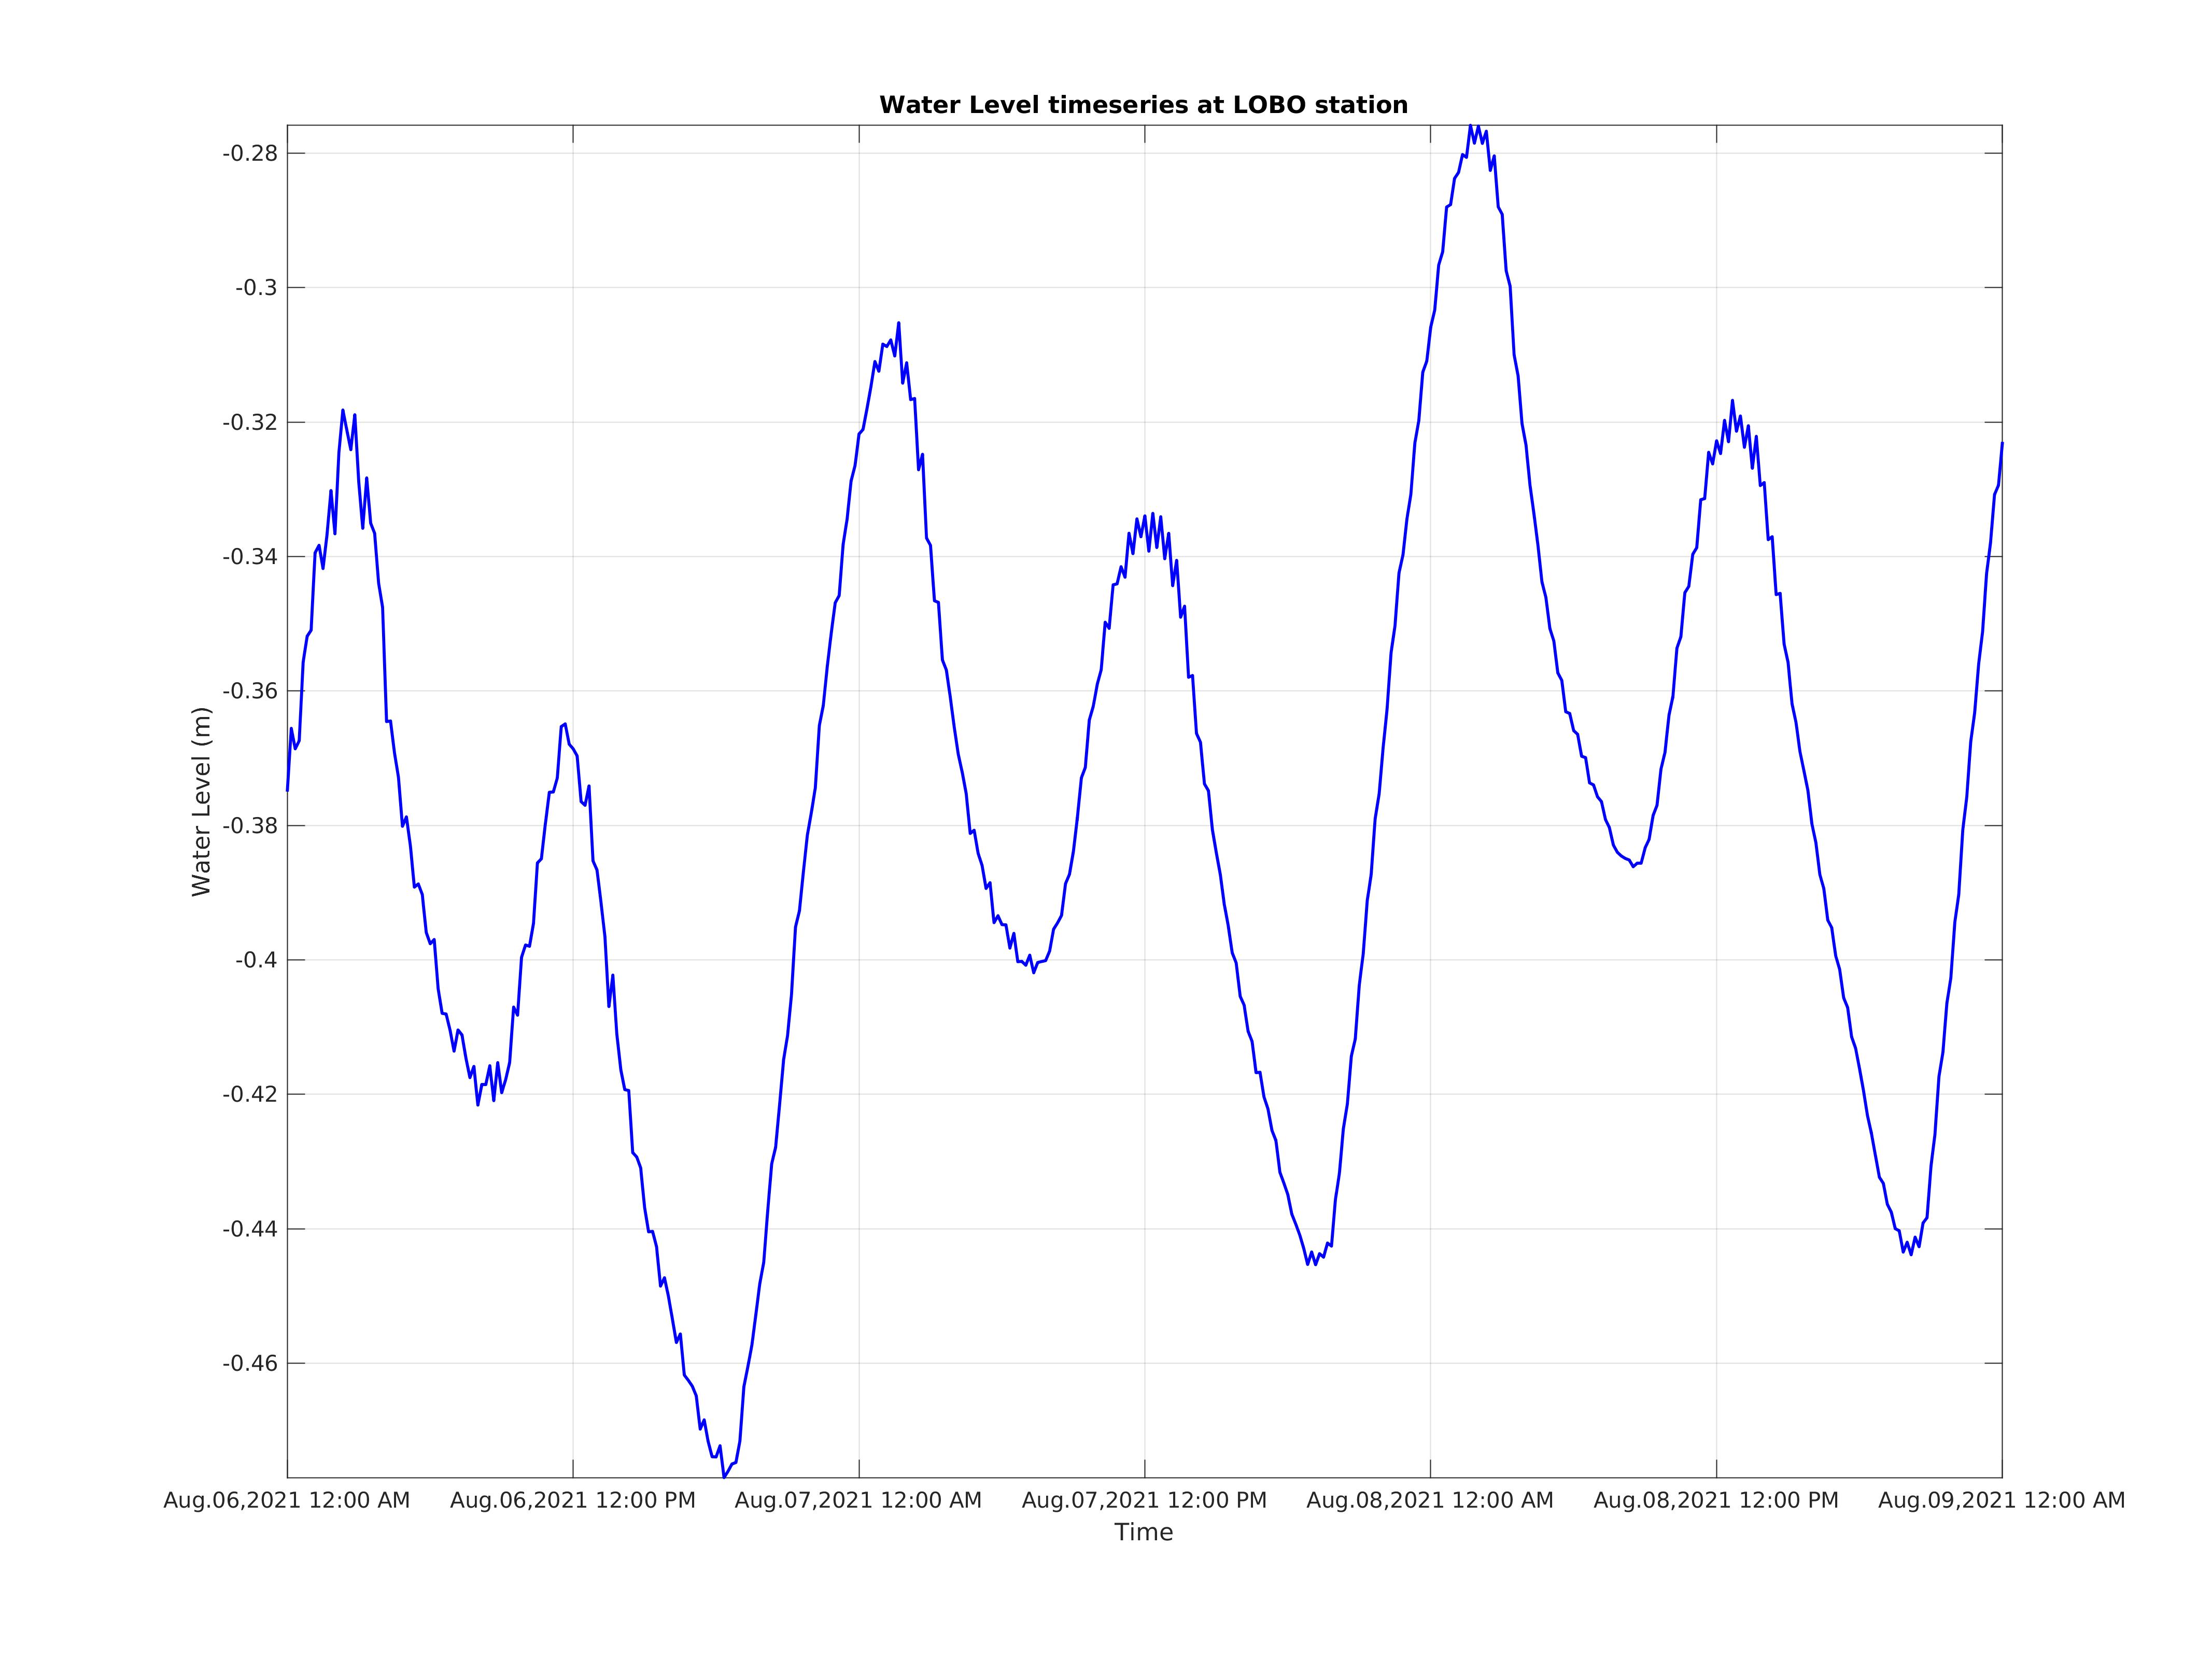 Water Level timeseries at LOBO station
-0.28
-0.3
-0.32
-0.34
-0.36
-0.38
-0.4
-0.42
-0.44
-0.46
Water Level (m)
Aug.06,2021 12:00 AM Aug.06,2021 12:00 PM Aug.07,2021 12:00 AM Aug.07,2021 12:00 PM Aug.08,2021 12:00 AM Aug.08,2021 12:00 PM Aug.09,2021 12:00 AM
Time